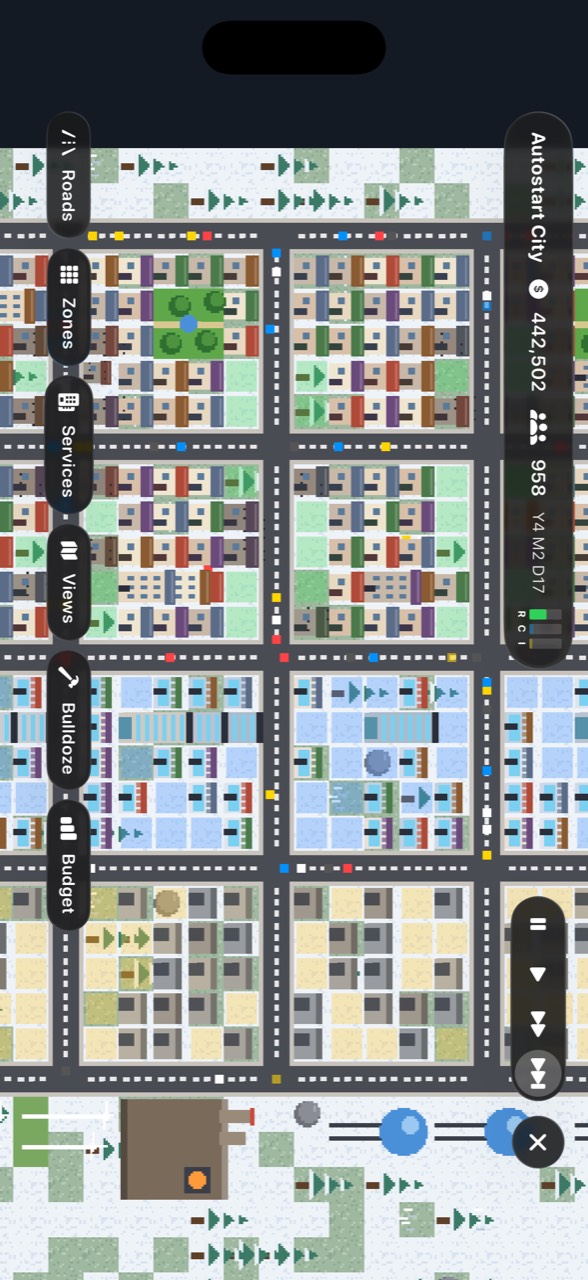 Autostart City $ 442,502 958 Y4 M2 D17
R
C
I
Roads
Zones
Services
Views
Bulldoze
Budget